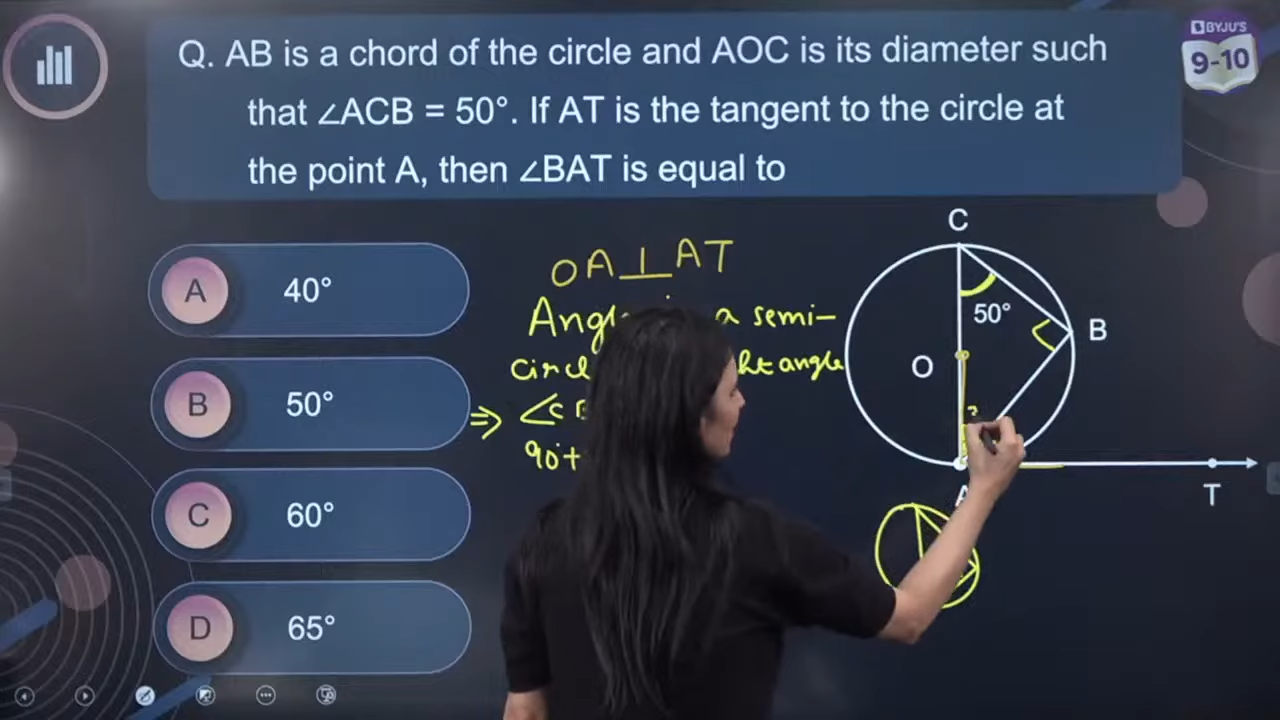 Q. AB is a chord of the circle and AOC is its diameter such
that ∠ACB = 50°. If AT is the tangent to the circle at
the point A, then ∠BAT is equal to
BYJU'S
9-10
A 40°
B 50°
C 60°
D 65°
OA⊥AT
a semi-
angle
⇒ ∠C
90°+
C
50°
B
O
A
T